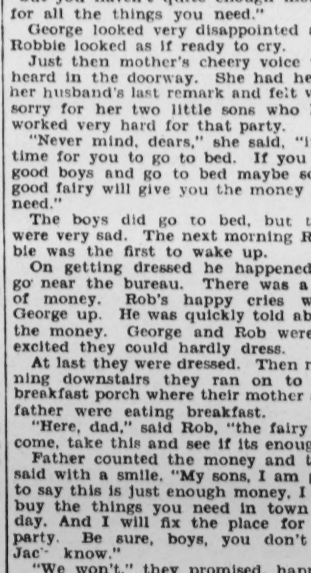 for all the things you need."
George looked very disappointed
Robbie looked as if ready to cry.
Just then mother's cheery voice
heard in the doorway. She had he
her husband's last remark and felt
sorry for her two little sons who
worked very hard for that party.
"Never mind, dears," she said, "i
time for you to go to bed. If you
good boys and go to bed maybe s
good fairy will give you the money
need."
The boys did go to bed, but t
were very sad. The next morning R
bie was the first to wake up.
On getting dressed he happened
go near the bureau. There was a
of money. Rob's happy cries w
George up. He was quickly told ab
the money. George and Rob were
excited they could hardly dress.
At last they were dressed. Then r
ning downstairs they ran on to
breakfast porch where their mother
father were eating breakfast.
"Here, dad," said Rob, "the fairy
come, take this and see if its enoug
Father counted the money and t
said with a smile, "My sons, I am
to say this is just enough money. I
buy the things you need in town
day. And I will fix the place for
party. Be sure, boys, you don't
know."
"We won't," they promised, happ